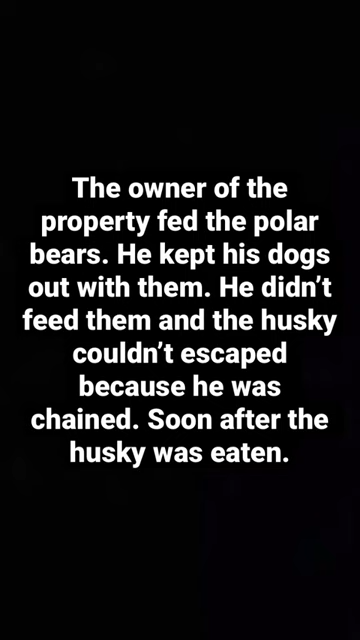 The owner of the
property fed the polar
bears. He kept his dogs
out with them. He didn’t
feed them and the husky
couldn’t escaped
because he was
chained. Soon after the
husky was eaten.